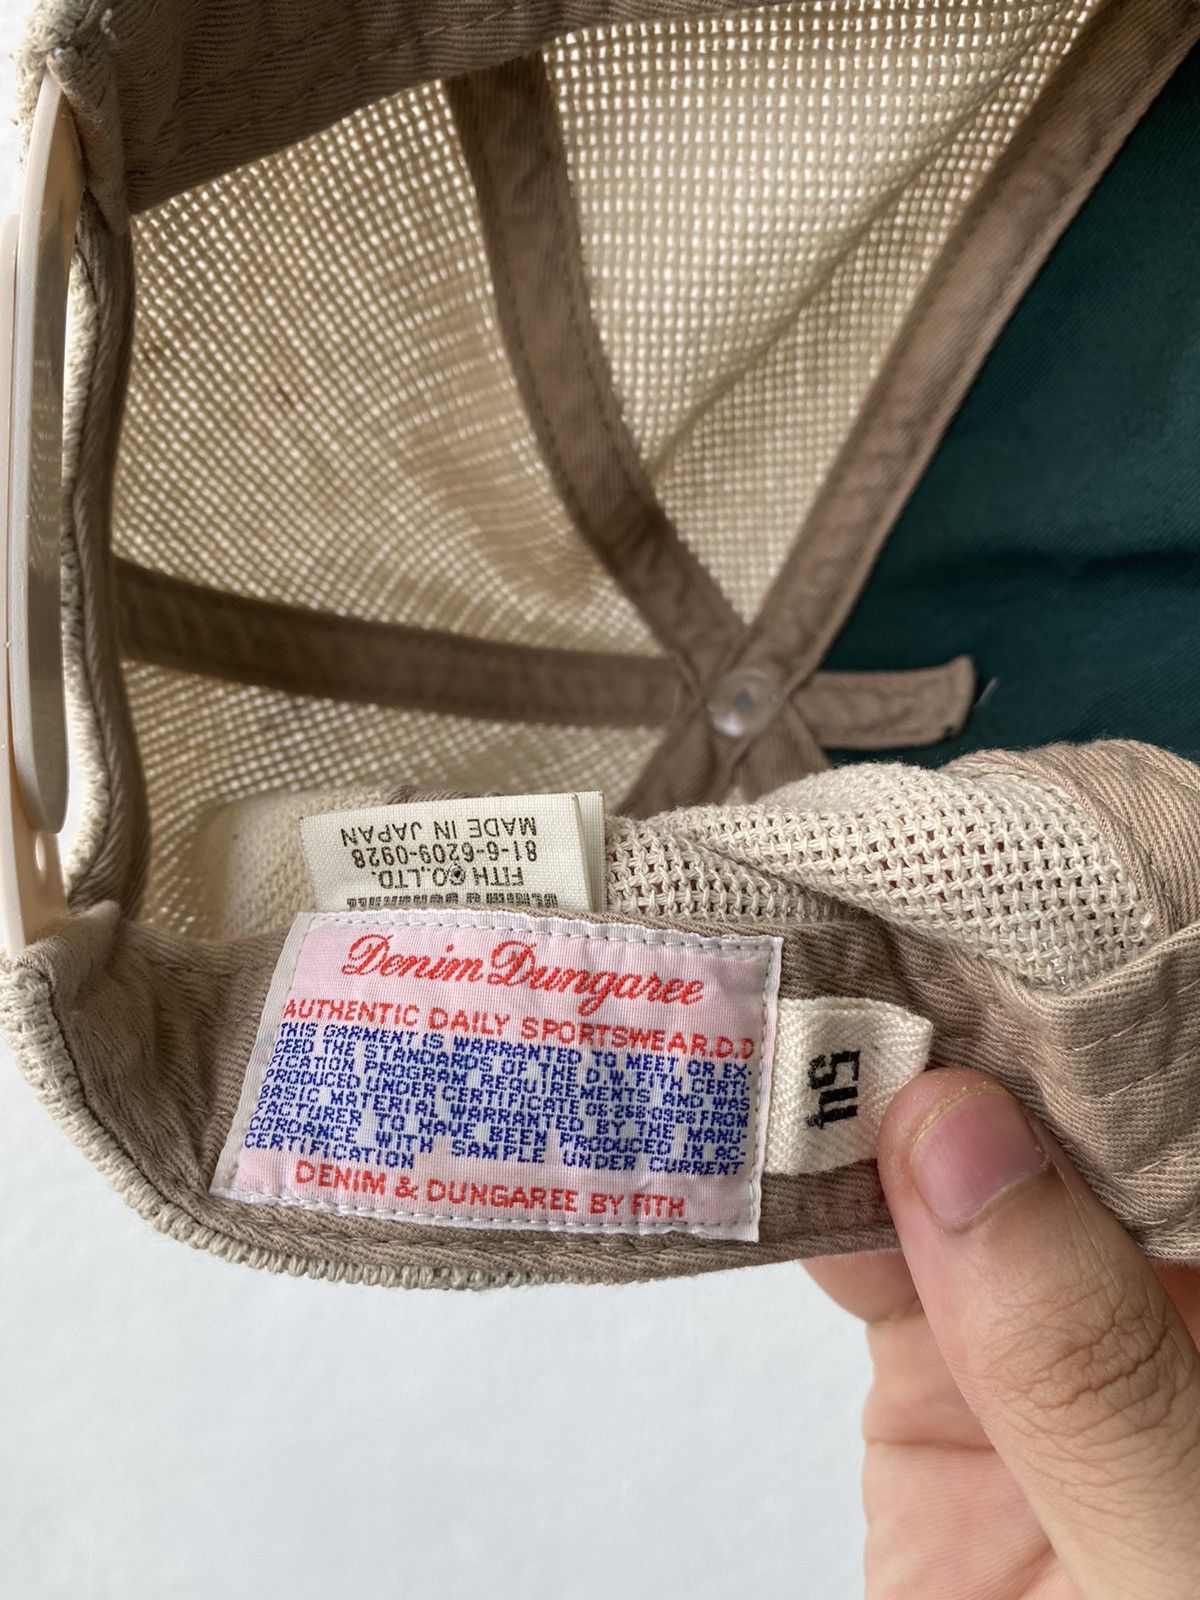 MADE IN JAPAN
81-6-6209-0928
FITH CO.,LTD.
Denim Dungaree
AUTHENTIC DAILY SPORTSWEAR.D.D
THIS GARMENT IS WARRANTED TO MEET OR EX-
CEED THE STANDARDS OF THE D.W.FITH CERTI-
FICATION PROGRAM REQUIREMENTS AND WAS
PRODUCED UNDER CERTIFICATE FROM
BASIC MATERIAL WARRANTED BY THE MANU-
FACTURER TO HAVE BEEN PRODUCED IN AC-
CORDANCE WITH SAMPLE UNDER CURRENT
CERTIFICATION
DENIM & DUNGAREE BY FITH
54